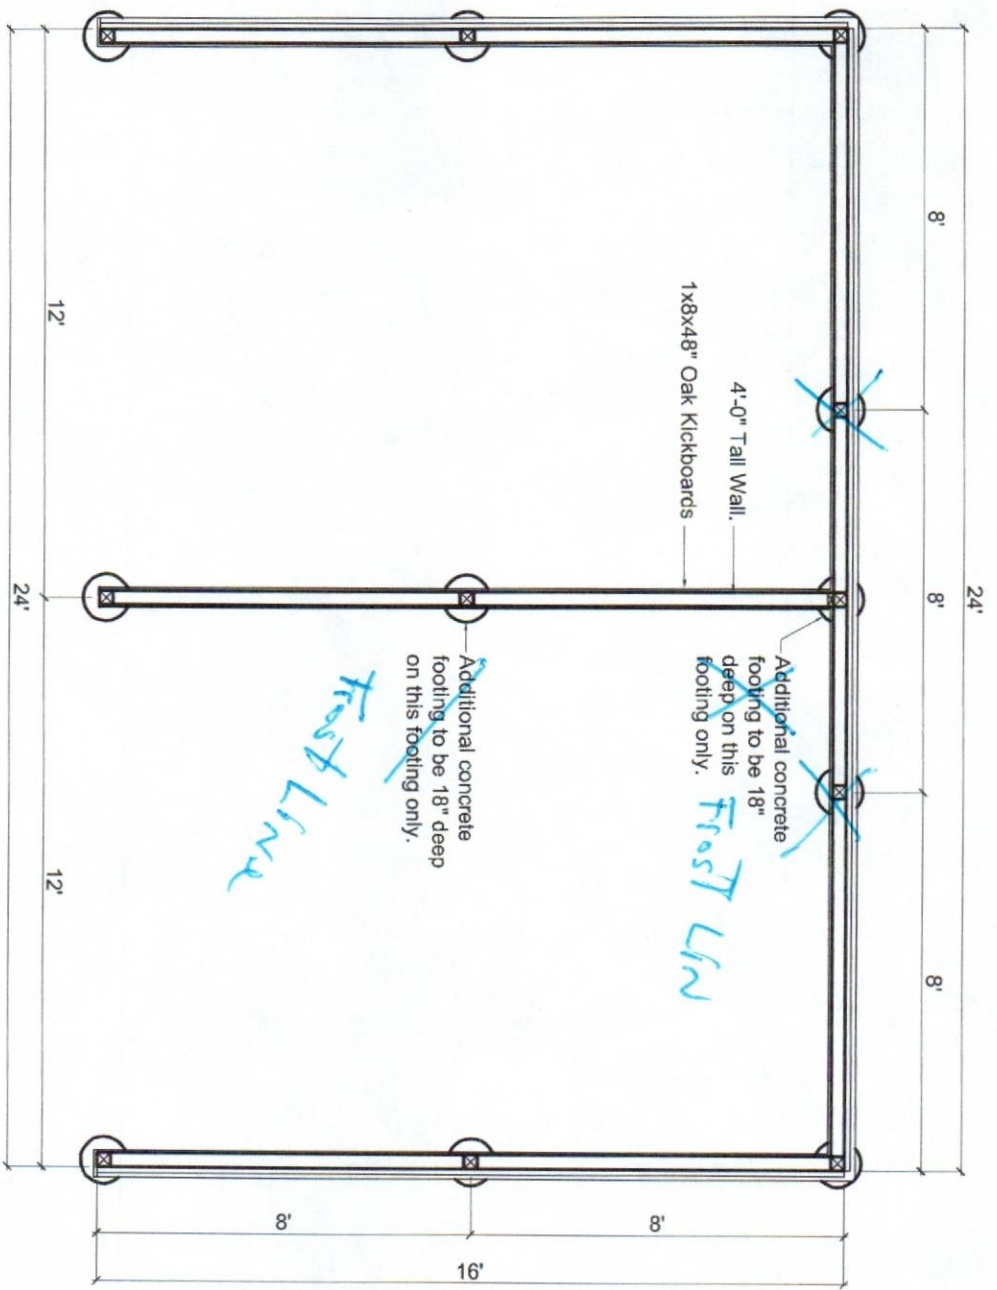 24'
8'
8'
8'
4'-0" Tall Wall.
1x8x48" Oak Kickboards
Additional concrete
footing to be 18"
deep on this
footing only.
FrosT LIN
8'
16'
8'
Additional concrete
footing to be 18" deep
on this footing only.
FrosT LINe
12'
12'
24'